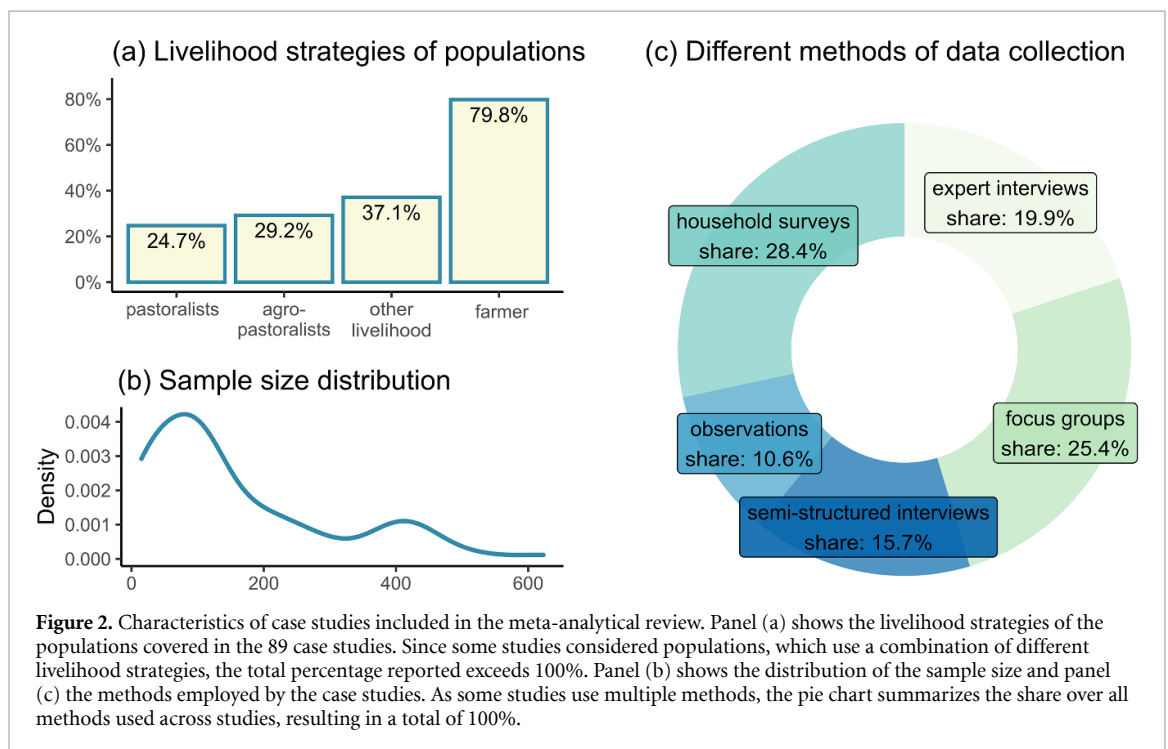 (a) Livelihood strategies of populations
80%
60%
40%
20%
0%
24.7%
29.2%
37.1%
79.8%
pastoralists
agro-
pastoralists
other
livelihood
farmer
(b) Sample size distribution
Density
0.004
0.003
0.002
0.001
0.000
0
200
400
600
(c) Different methods of data collection
expert interviews
share: 19.9%
household surveys
share: 28.4%
focus groups
share: 25.4%
observations
share: 10.6%
semi-structured interviews
share: 15.7%
Figure 2. Characteristics of case studies included in the meta-analytical review. Panel (a) shows the livelihood strategies of the
populations covered in the 89 case studies. Since some studies considered populations, which use a combination of different
livelihood strategies, the total percentage reported exceeds 100%. Panel (b) shows the distribution of the sample size and panel
(c) the methods employed by the case studies. As some studies use multiple methods, the pie chart summarizes the share over all
methods used across studies, resulting in a total of 100%.